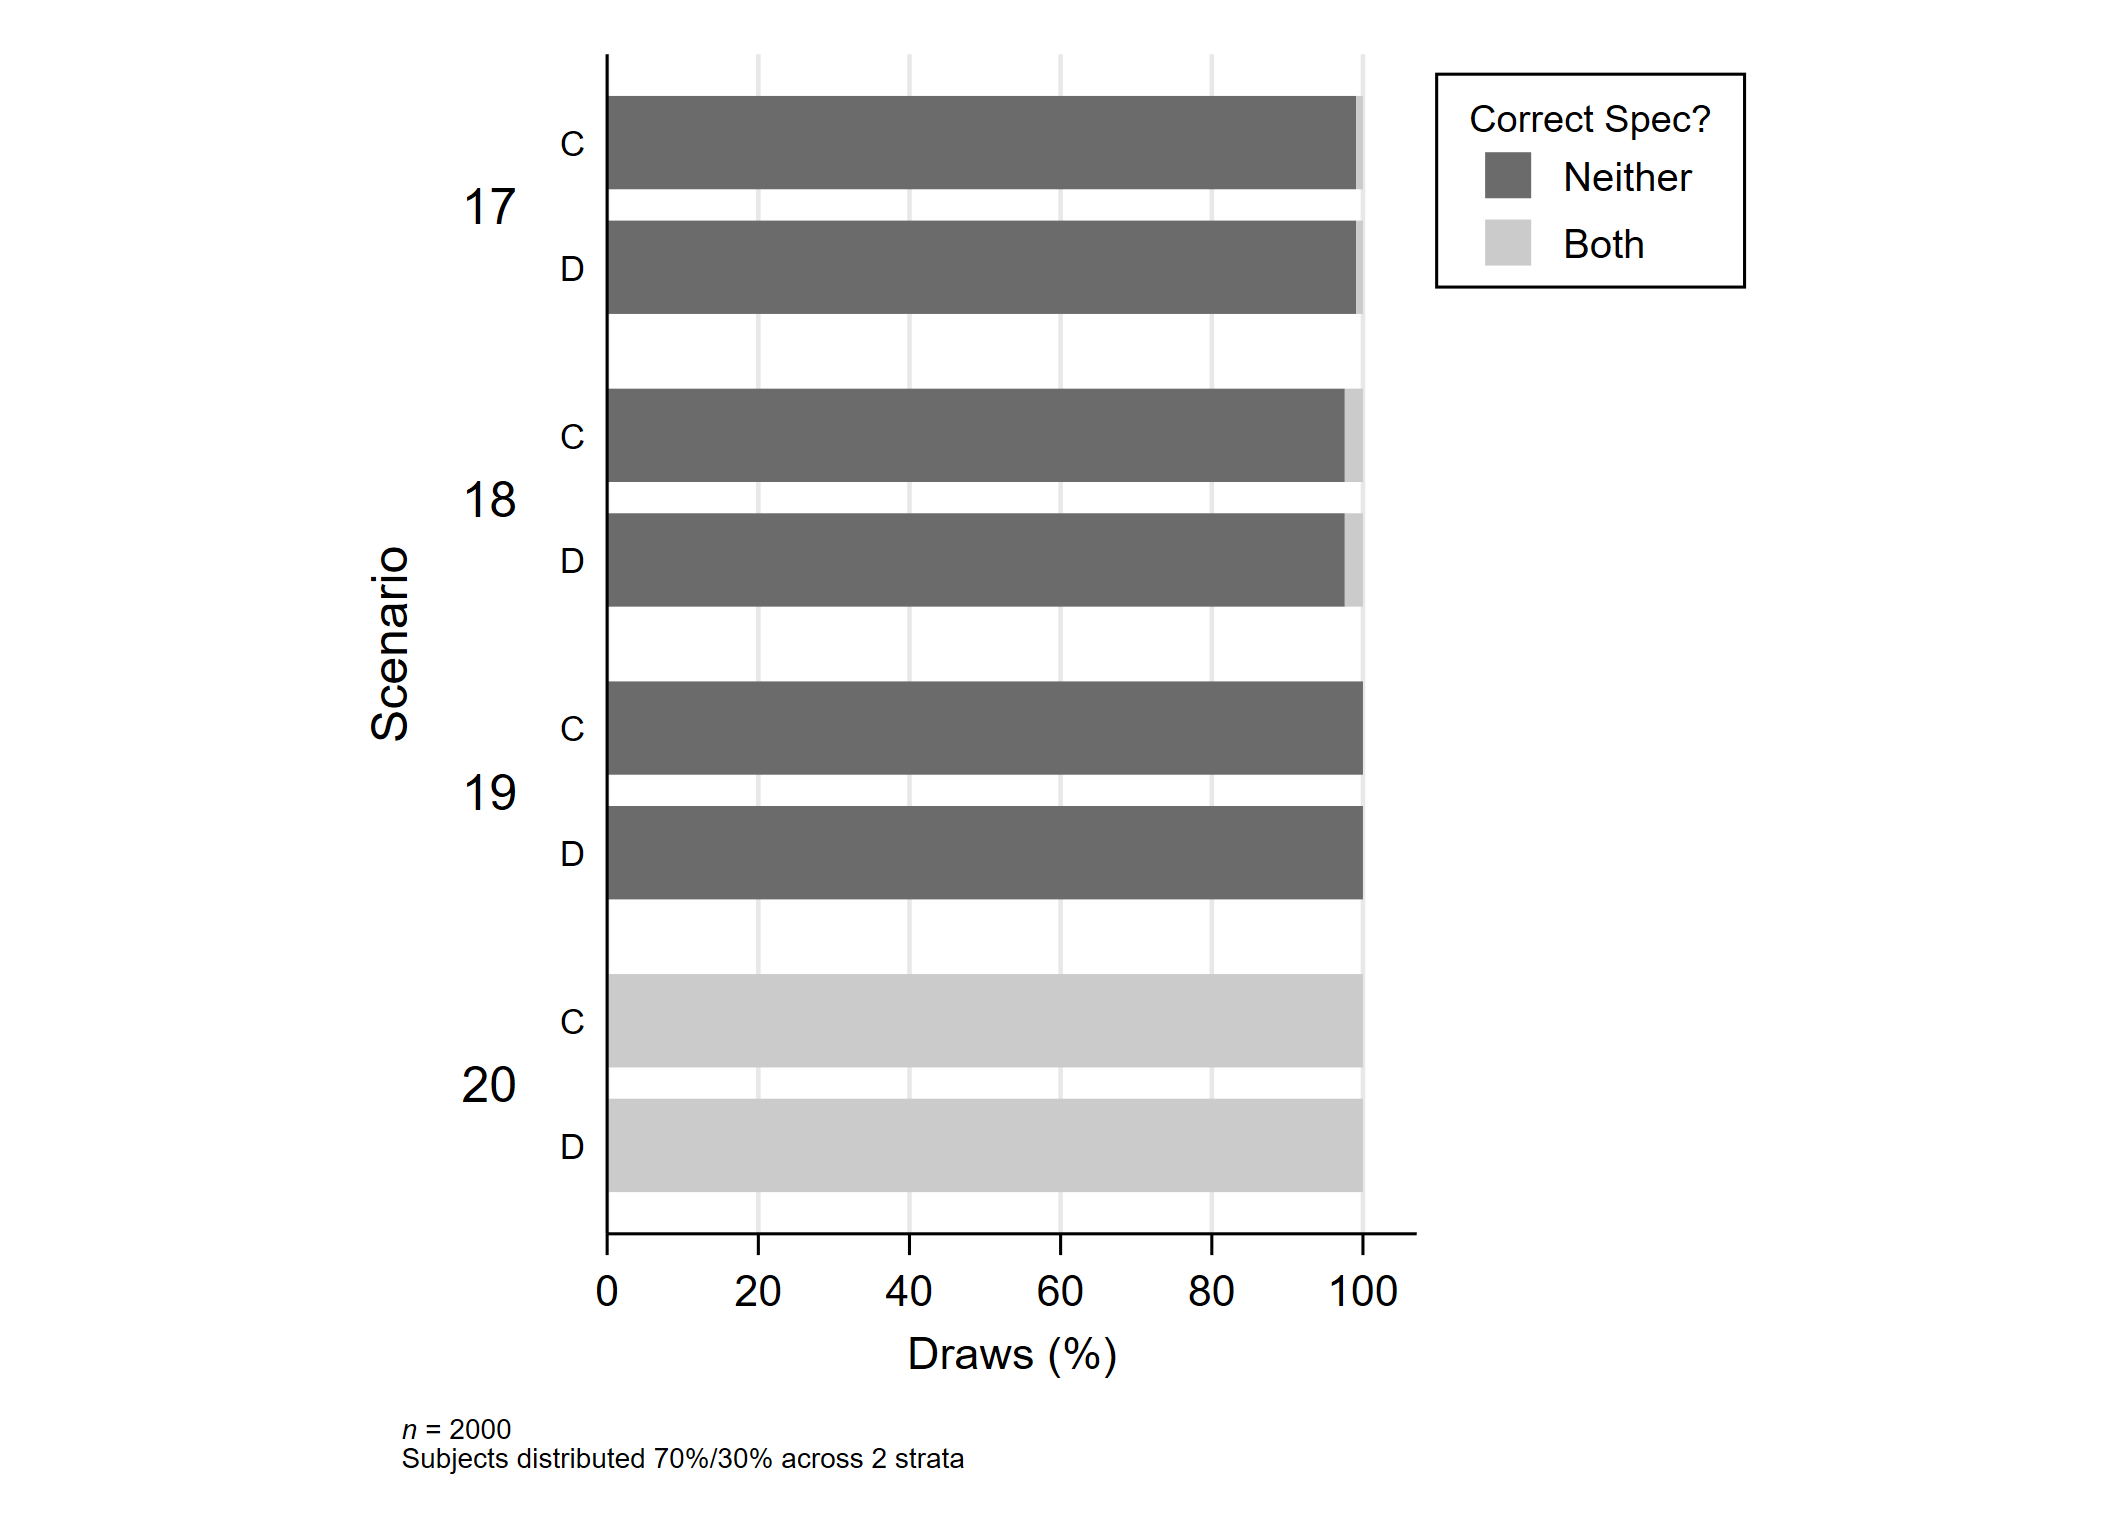 Correct Spec?
Neither
Both
Scenario
17
C
D
18
C
D
19
C
D
20
C
D
0 20 40 60 80 100
Draws (%)
n = 2000
Subjects distributed 70%/30% across 2 strata